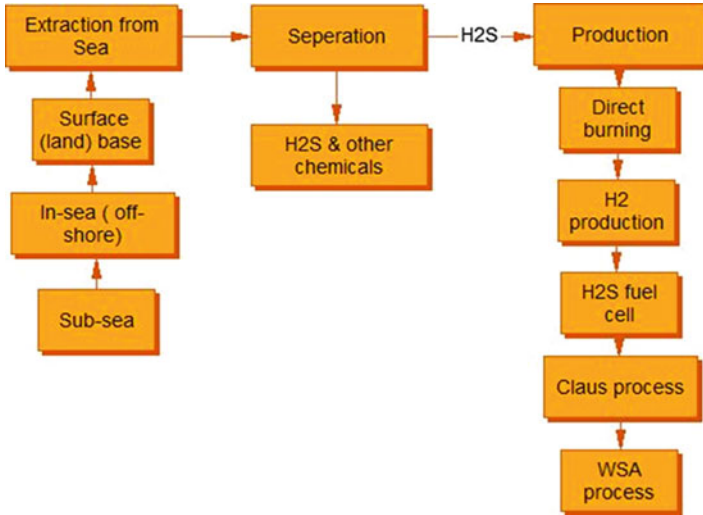 Extraction from
Sea
Seperation
H2S
Production
Surface
(land) base
H2S & other
chemicals
Direct
burning
In-sea ( off-
shore)
H2
production
Sub-sea
H2S fuel
cell
Claus process
WSA
process